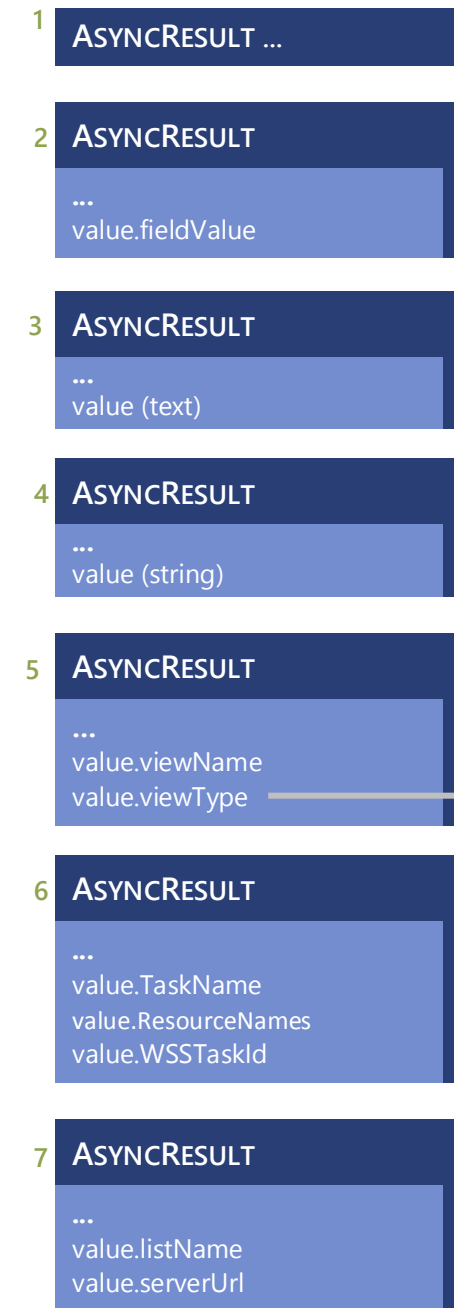 1
ASYNCRESULT ...
2
ASYNCRESULT
...
value.fieldValue
3
ASYNCRESULT
...
value (text)
4
ASYNCRESULT
...
value (string)
5
ASYNCRESULT
...
value.viewName
value.viewType
6
ASYNCRESULT
...
value.TaskName
value.ResourceNames
value.WSSTaskId
7
ASYNCRESULT
...
value.listName
value.serverUrl